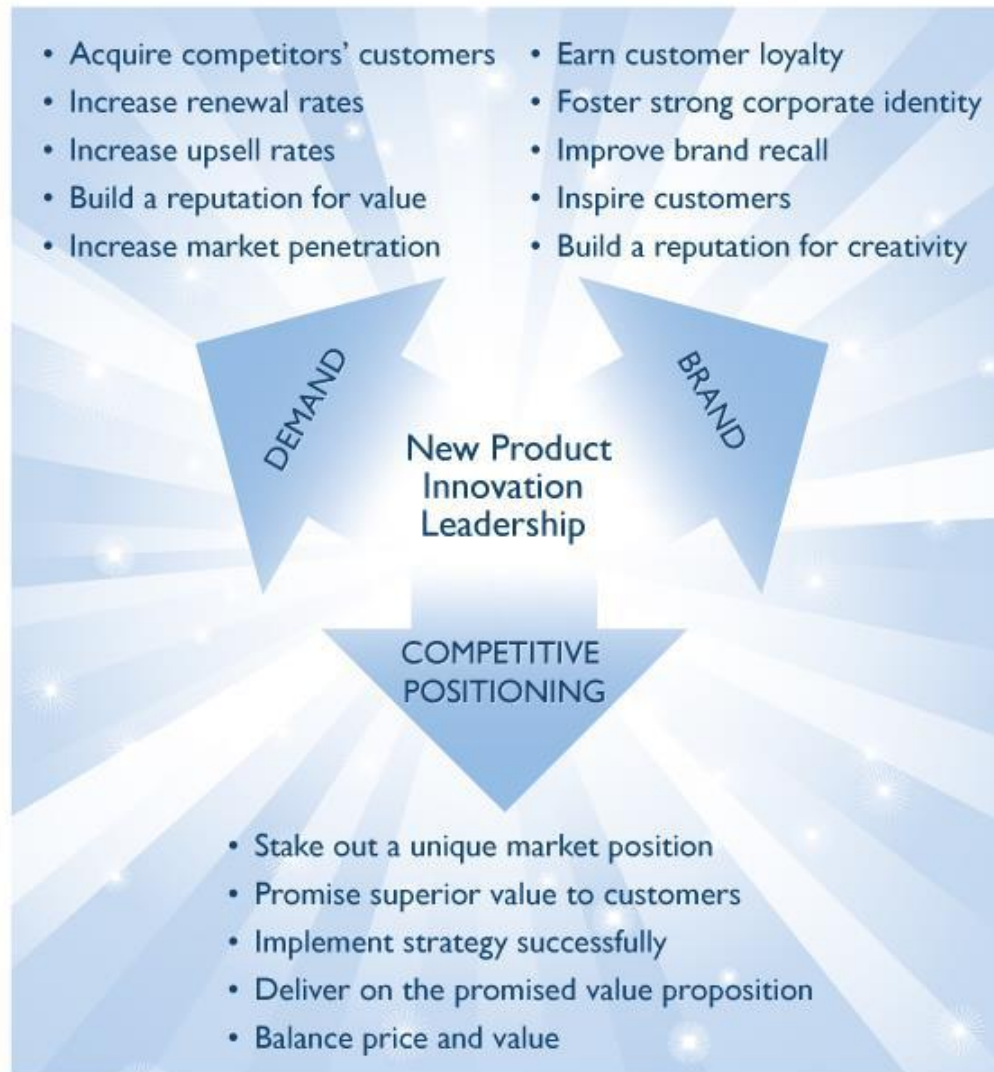 • Acquire competitors’ customers
• Increase renewal rates
• Increase upsell rates
• Build a reputation for value
• Increase market penetration
• Earn customer loyalty
• Foster strong corporate identity
• Improve brand recall
• Inspire customers
• Build a reputation for creativity
DEMAND
BRAND
New Product
Innovation
Leadership
COMPETITIVE
POSITIONING
• Stake out a unique market position
• Promise superior value to customers
• Implement strategy successfully
• Deliver on the promised value proposition
• Balance price and value